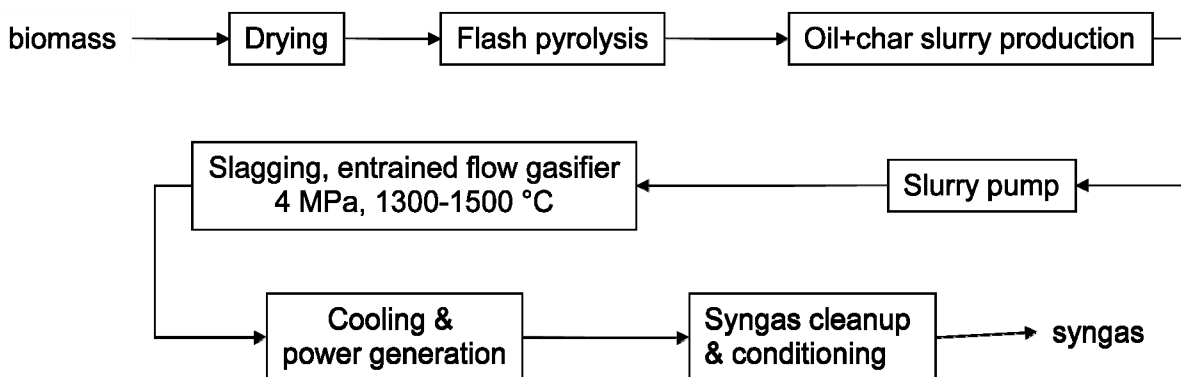 biomass
Drying
Flash pyrolysis
Oil+char slurry production
Slurry pump
Slagging, entrained flow gasifier
4 MPa, 1300-1500 °C
Cooling &
power generation
Syngas cleanup
& conditioning
syngas